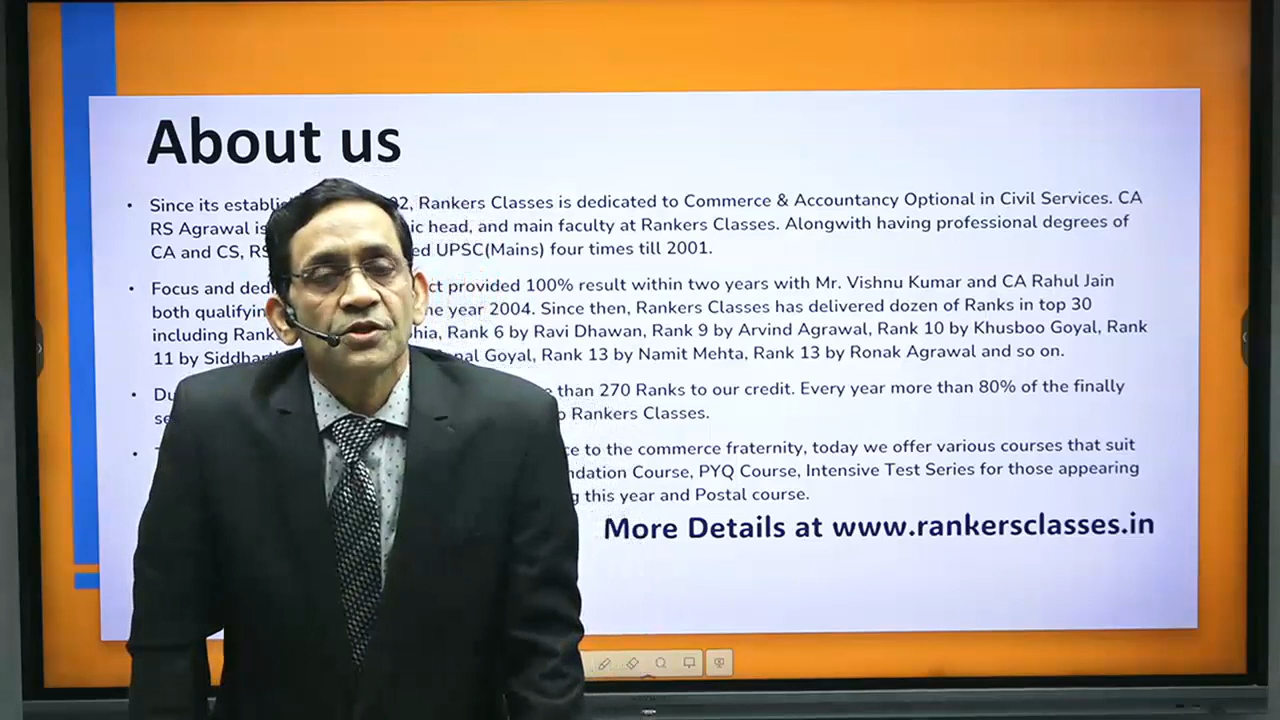 About us
• Since its establi 02, Rankers Classes is dedicated to Commerce & Accountancy Optional in Civil Services. CA
RS Agrawal is ic head, and main faculty at Rankers Classes. Alongwith having professional degrees of
CA and CS, RS ed UPSC(Mains) four times till 2001.
• Focus and dedi ct provided 100% result within two years with Mr. Vishnu Kumar and CA Rahul Jain
both qualifyin he year 2004. Since then, Rankers Classes has delivered dozen of Ranks in top 30
including Rank hia, Rank 6 by Ravi Dhawan, Rank 9 by Arvind Agrawal, Rank 10 by Khusboo Goyal, Rank
11 by Siddhart nal Goyal, Rank 13 by Namit Mehta, Rank 13 by Ronak Agrawal and so on.
• Du e than 270 Ranks to our credit. Every year more than 80% of the finally
se o Rankers Classes.
• ce to the commerce fraternity, today we offer various courses that suit
ndation Course, PYQ Course, Intensive Test Series for those appearing
g this year and Postal course.
More Details at www.rankersclasses.in